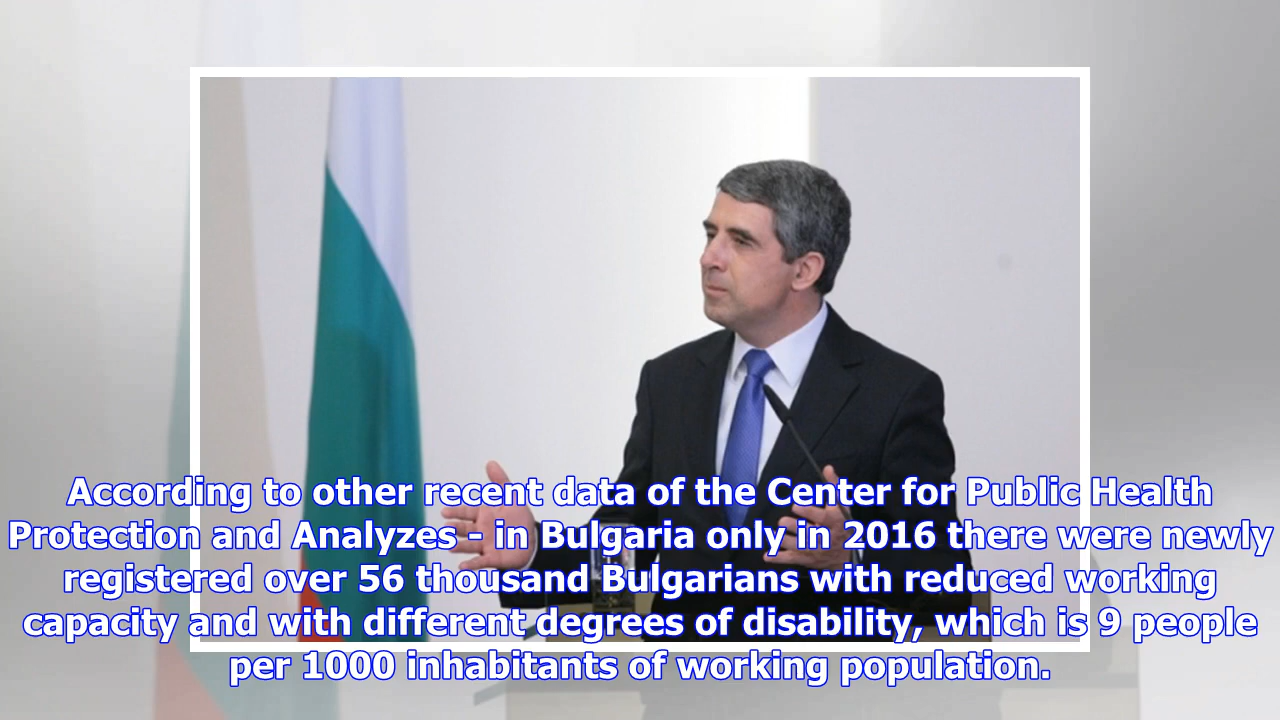 According to other recent data of the Center for Public Health
Protection and Analyzes - in Bulgaria only in 2016 there were newly
registered over 56 thousand Bulgarians with reduced working
capacity and with different degrees of disability, which is 9 people
per 1000 inhabitants of working population.